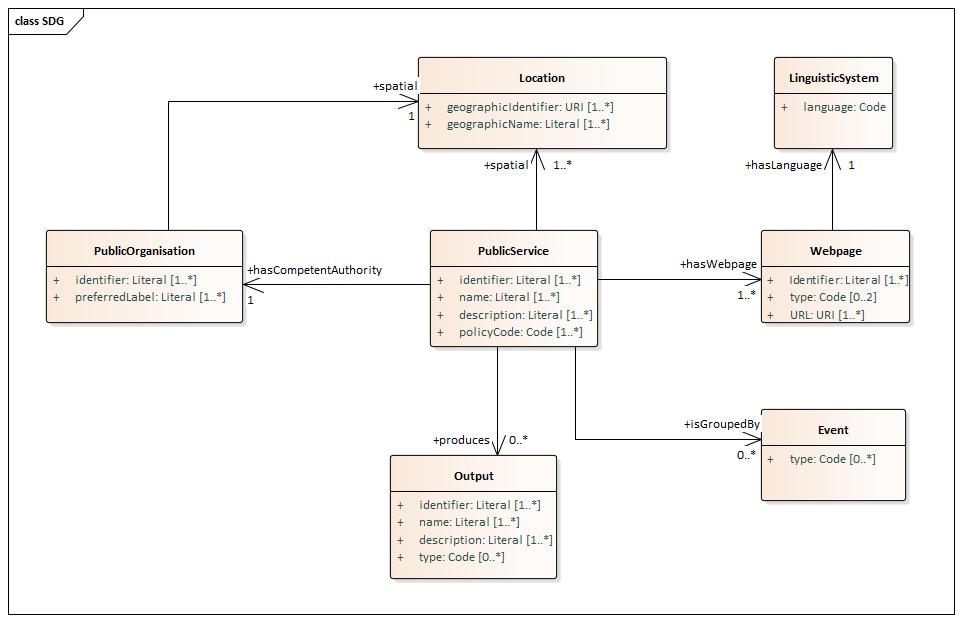 class SDG
Location
+ geographicIdentifier: URI [1..*]
+ geographicName: Literal [1..*]
LinguisticSystem
+ language: Code
+spatial
1
+spatial
1..*
+hasLanguage
1
PublicOrganisation
+ identifier: Literal [1..*]
+ preferredLabel: Literal [1..*]
+hasCompetentAuthority
1
PublicService
+ identifier: Literal [1..*]
+ name: Literal [1..*]
+ description: Literal [1..*]
+ policyCode: Code [1..*]
+hasWebpage
1..*
Webpage
+ Identifier: Literal [1..*]
+ type: Code [0..2]
+ URL: URI [1..*]
+produces
0..*
+isGroupedBy
0..*
Event
+ type: Code [0..*]
Output
+ identifier: Literal [1..*]
+ name: Literal [1..*]
+ description: Literal [1..*]
+ type: Code [0..*]